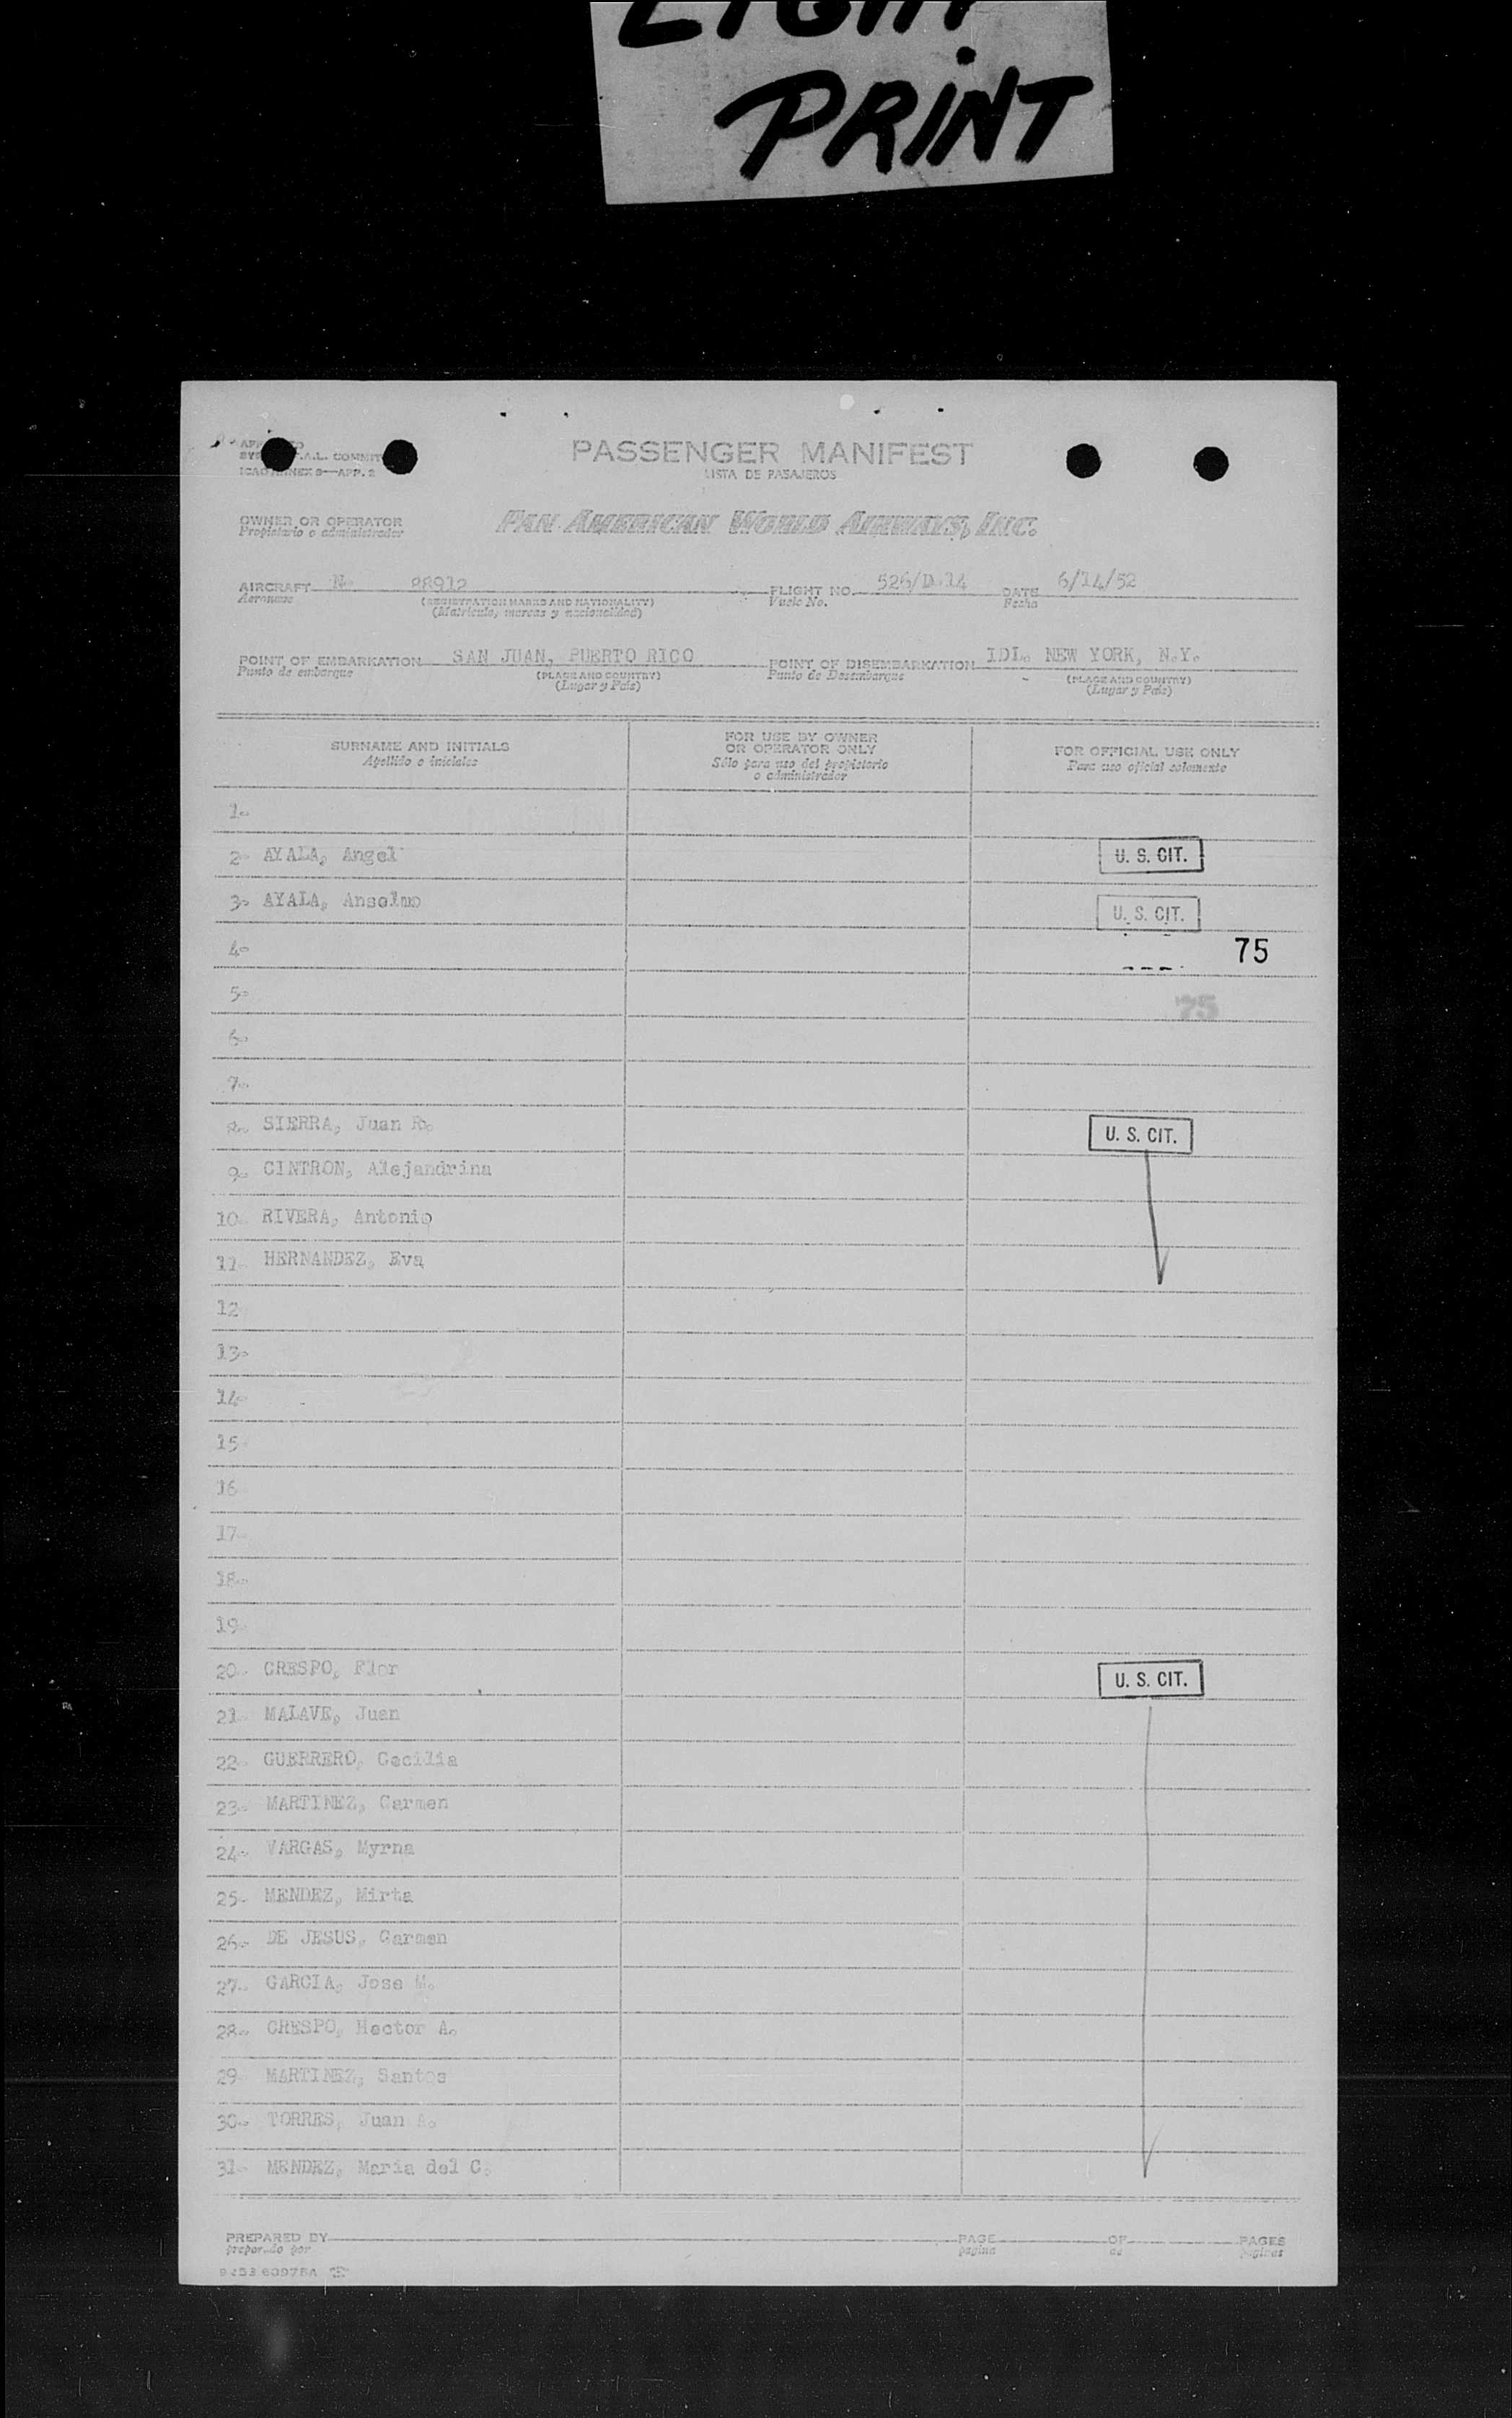 LIGHT
PRINT
PASSENGER MANIFEST
LISTA DE PASAJEROS
A.L. COMMIT
ICAO ANNEX 9—APP. 2
OWNER OR OPERATOR
Propietario o administrador
PAN AMERICAN WORLD AIRWAYS, INC.
AIRCRAFT N. 28912 FLIGHT NO. 526/D.14 DATE 6/14/52
Aeronave (REGISTRATION MARKS AND NATIONALITY) Vuelo No. Fecha
(Matrícula, marcas y nacionalidad)
POINT OF EMBARKATION SAN JUAN, PUERTO RICO POINT OF DISEMBARKATION IDL. NEW YORK, N.Y.
Punto de embarque (PLACE AND COUNTRY) Punto de Desembarque (PLACE AND COUNTRY)
(Lugar y País) (Lugar y País)
SURNAME AND INITIALS FOR USE BY OWNER OR OPERATOR ONLY FOR OFFICIAL USE ONLY
Apellido e iniciales Sólo para uso del propietario o administrador Para uso oficial solamente
1.
2. AYALA, Angel U. S. CIT.
3. AYALA, Anselmo U. S. CIT.
4. 75
5. 75
6.
7.
8. SIERRA, Juan R. U. S. CIT.
9. CINTRON, Alejandrina
10. RIVERA, Antonio
11. HERNANDEZ, Eva
12
13.
14.
15
16
17.
18.
19
20. CRESPO, Flor U. S. CIT.
21. MALAVE, Juan
22. GUERRERO, Cecilia
23. MARTINEZ, Carmen
24. VARGAS, Myrna
25. MENDEZ, Mirta
26. DE JESUS, Carmen
27. GARCIA, Jose M.
28. CRESPO, Hector A.
29 MARTINEZ, Santos
30. TORRES, Juan A.
31. MENDEZ, Maria del C.
PREPARED BY PAGE OF PAGES
preparado por página de páginas